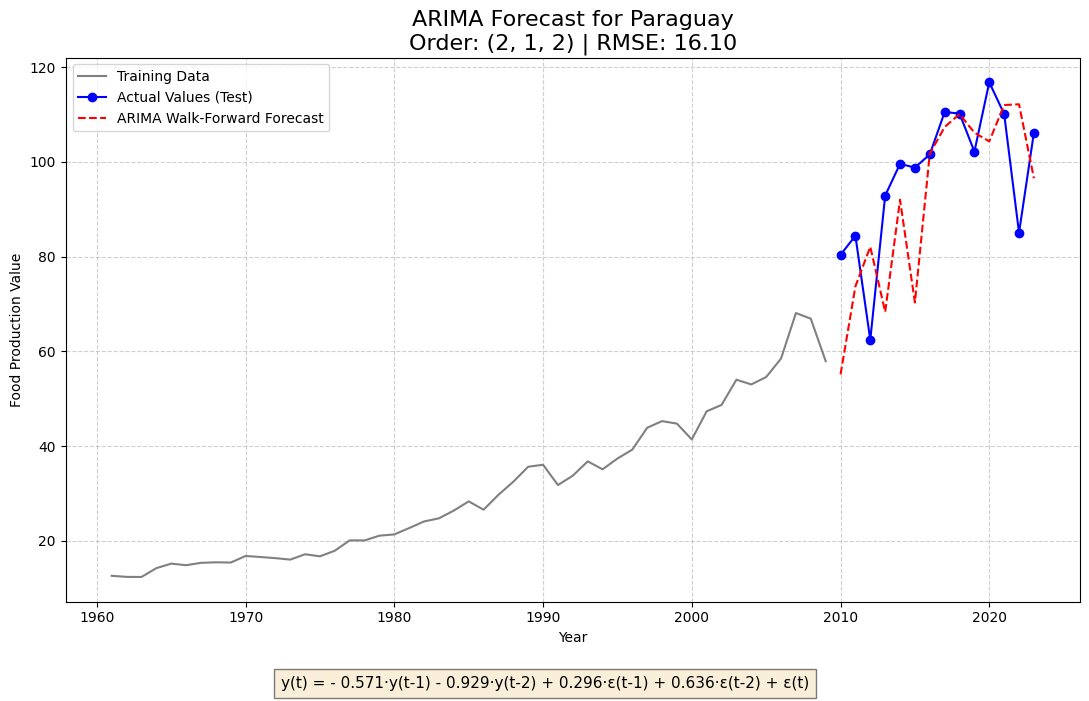 ARIMA Forecast for Paraguay
Order: (2, 1, 2) | RMSE: 16.10
Training Data
Actual Values (Test)
ARIMA Walk-Forward Forecast
Food Production Value
120
100
80
60
40
20
1960
1970
1980
1990
2000
2010
2020
Year
y(t) = - 0.571·y(t-1) - 0.929·y(t-2) + 0.296·ε(t-1) + 0.636·ε(t-2) + ε(t)